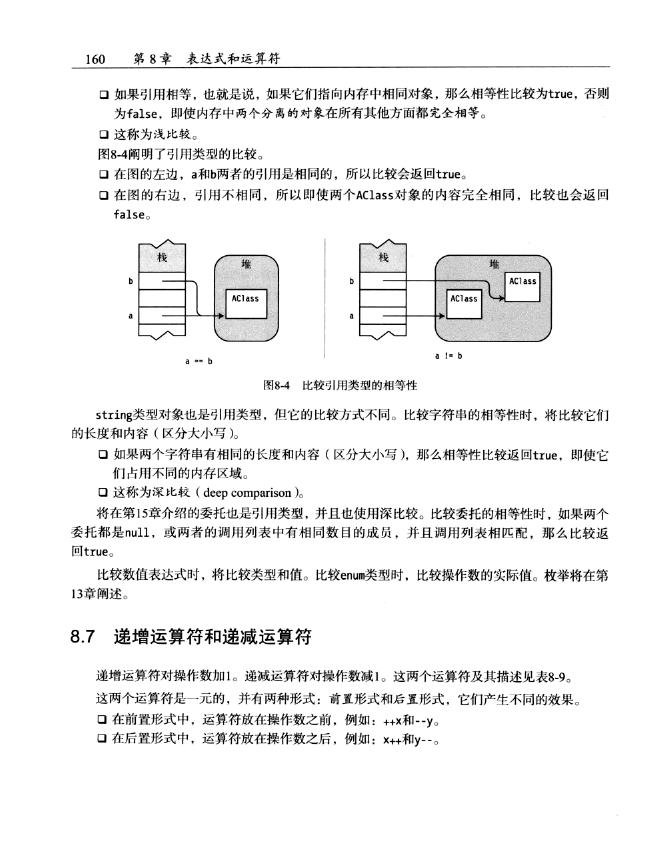 160 第8章 表达式和运算符
❑ 如果引用相等，也就是说，如果它们指向内存中相同对象，那么相等性比较为true，否则
为false，即使内存中两个分离的对象在所有其他方面都完全相等。
❑ 这称为浅比较。
图8-4阐明了引用类型的比较。
❑ 在图的左边，a和b两者的引用是相同的，所以比较会返回true。
❑ 在图的右边，引用不相同，所以即使两个AClass对象的内容完全相同，比较也会返回
false。
栈 堆
b
AClass
a
a == b
栈 堆
b AClass
AClass
a
a != b
图8-4 比较引用类型的相等性
string类型对象也是引用类型，但它的比较方式不同。比较字符串的相等性时，将比较它们
的长度和内容（区分大小写）。
❑ 如果两个字符串有相同的长度和内容（区分大小写），那么相等性比较返回true，即使它
们占用不同的内存区域。
❑ 这称为深比较（deep comparison）。
将在第15章介绍的委托也是引用类型，并且也使用深比较。比较委托的相等性时，如果两个
委托都是null，或两者的调用列表中有相同数目的成员，并且调用列表相匹配，那么比较返
回true。
比较数值表达式时，将比较类型和值。比较enum类型时，比较操作数的实际值。枚举将在第
13章阐述。
8.7 递增运算符和递减运算符
递增运算符对操作数加1。递减运算符对操作数减1。这两个运算符及其描述见表8-9。
这两个运算符是一元的，并有两种形式：前置形式和后置形式，它们产生不同的效果。
❑ 在前置形式中，运算符放在操作数之前，例如：++x和--y。
❑ 在后置形式中，运算符放在操作数之后，例如：x++和y--。